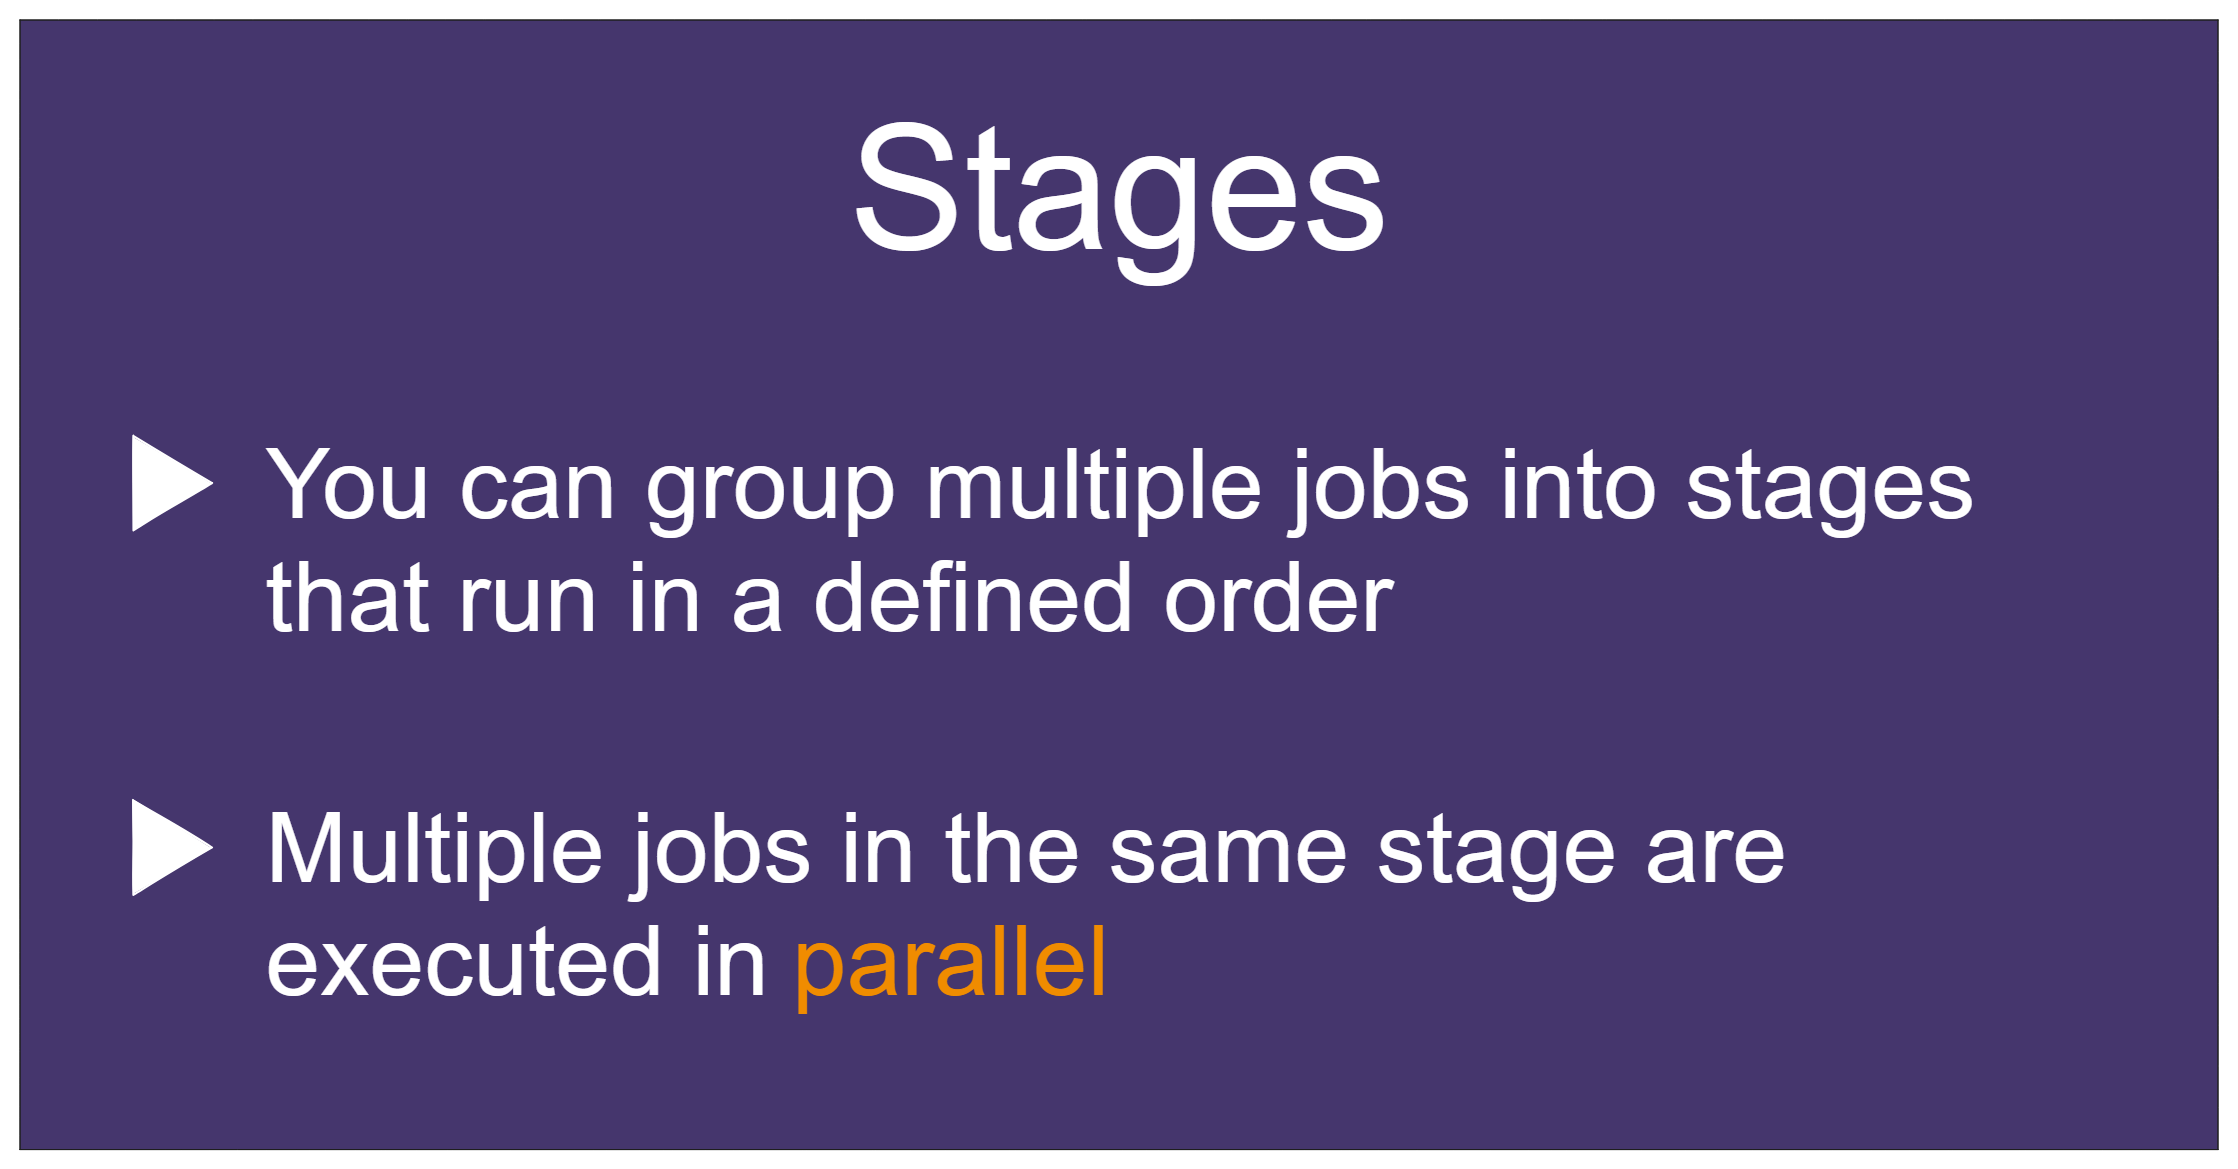 Stages
You can group multiple jobs into stages
that run in a defined order
Multiple jobs in the same stage are
executed in parallel